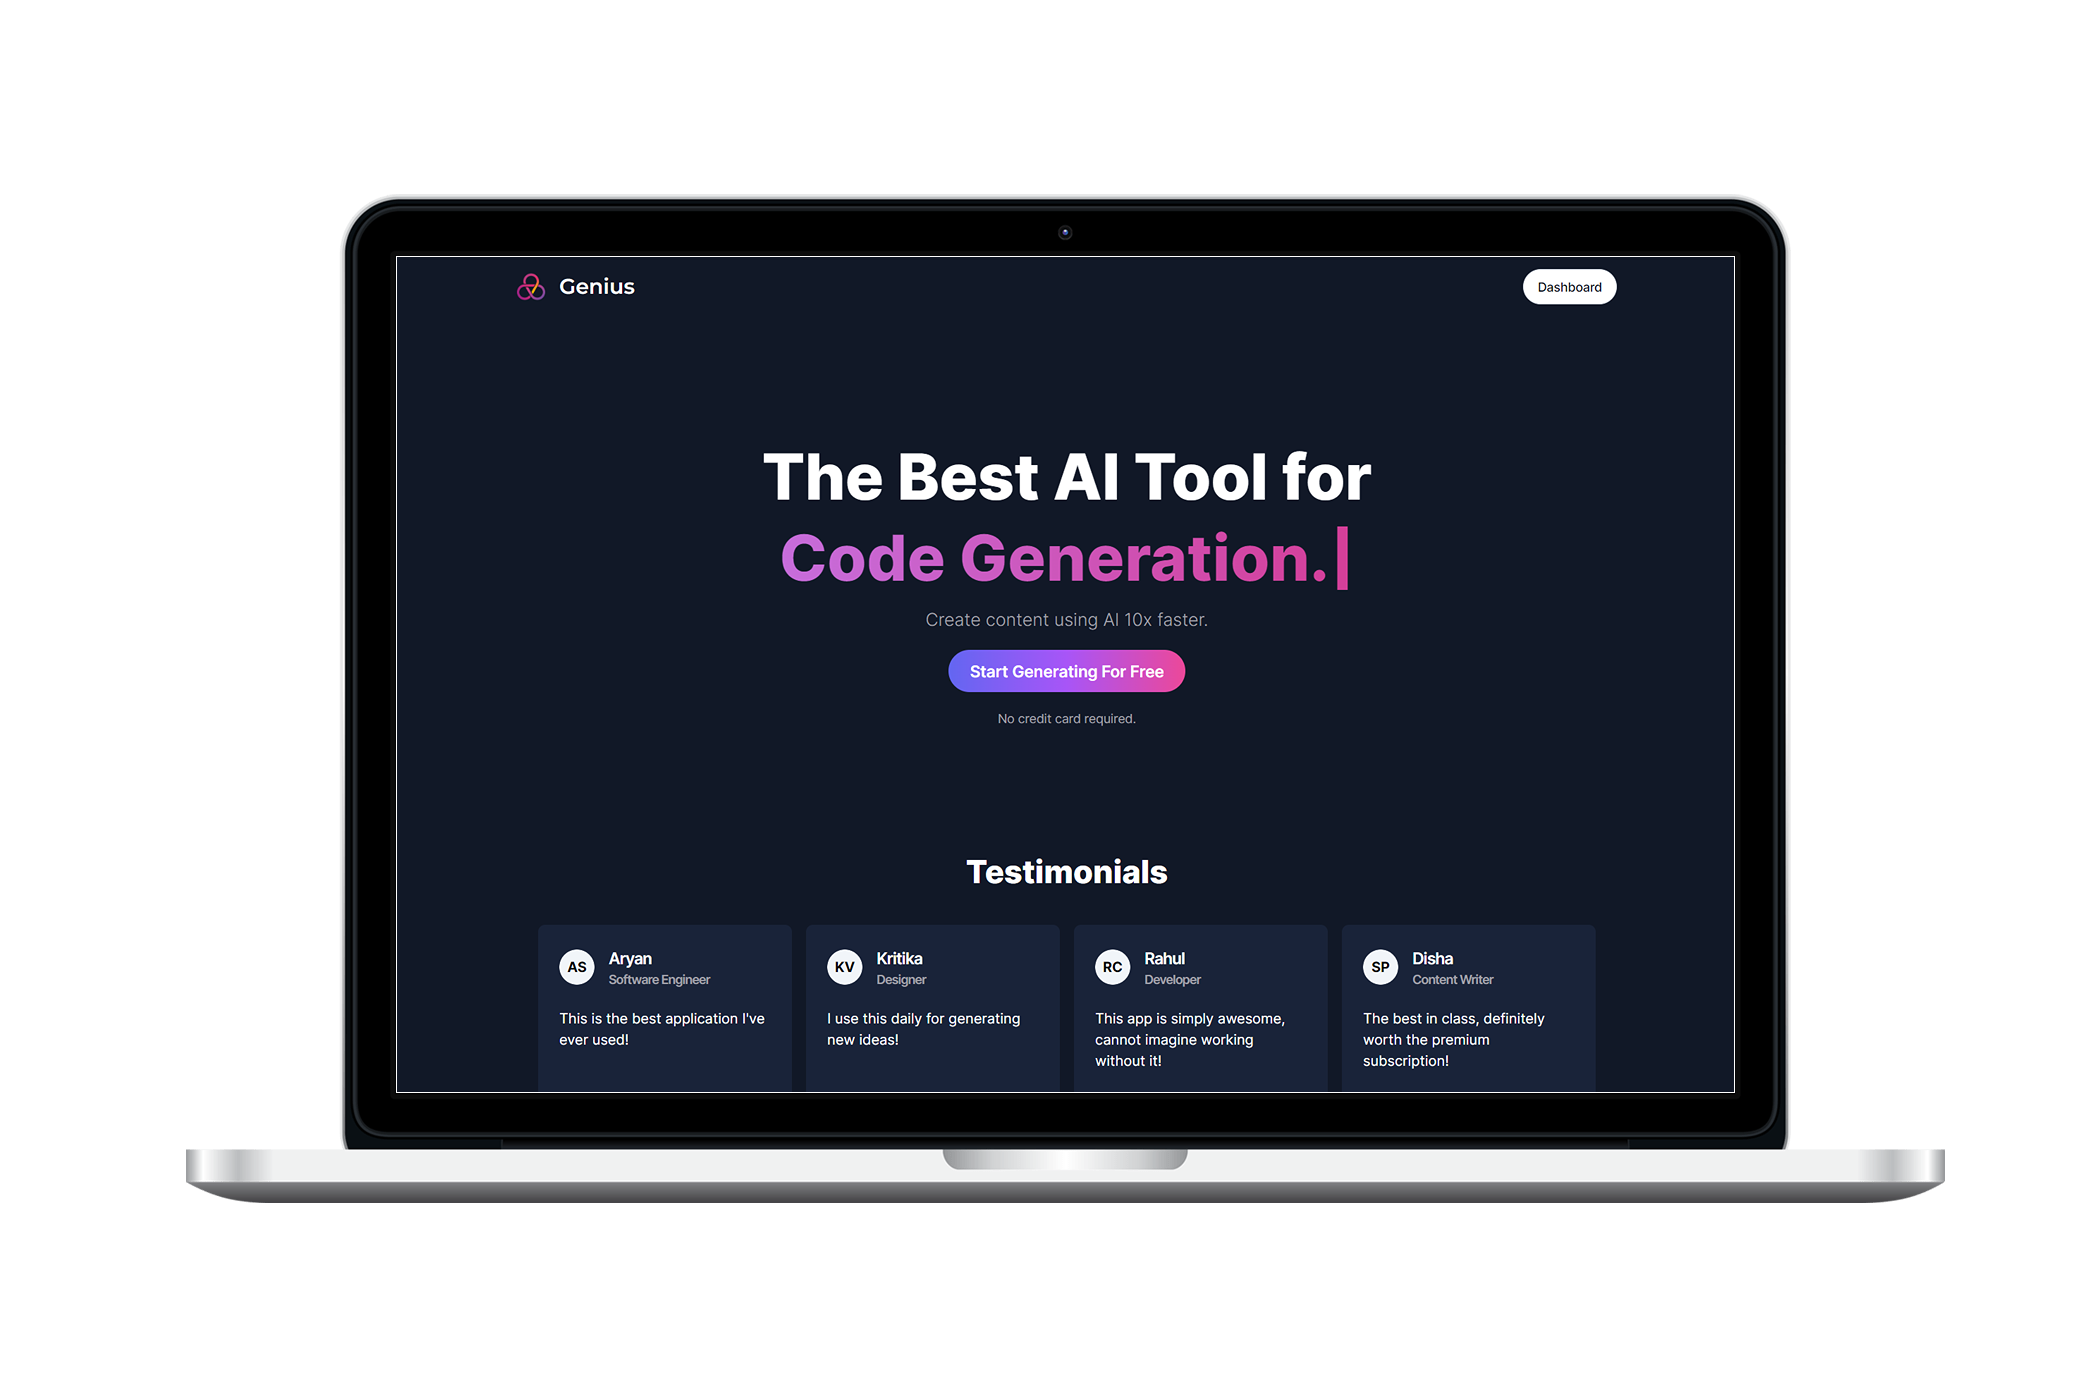 Genius
Dashboard
The Best AI Tool for
Code Generation.|
Create content using AI 10x faster.
Start Generating For Free
No credit card required.
Testimonials
AS
Aryan
Software Engineer
This is the best application I've
ever used!
KV
Kritika
Designer
I use this daily for generating
new ideas!
RC
Rahul
Developer
This app is simply awesome,
cannot imagine working
without it!
SP
Disha
Content Writer
The best in class, definitely
worth the premium
subscription!